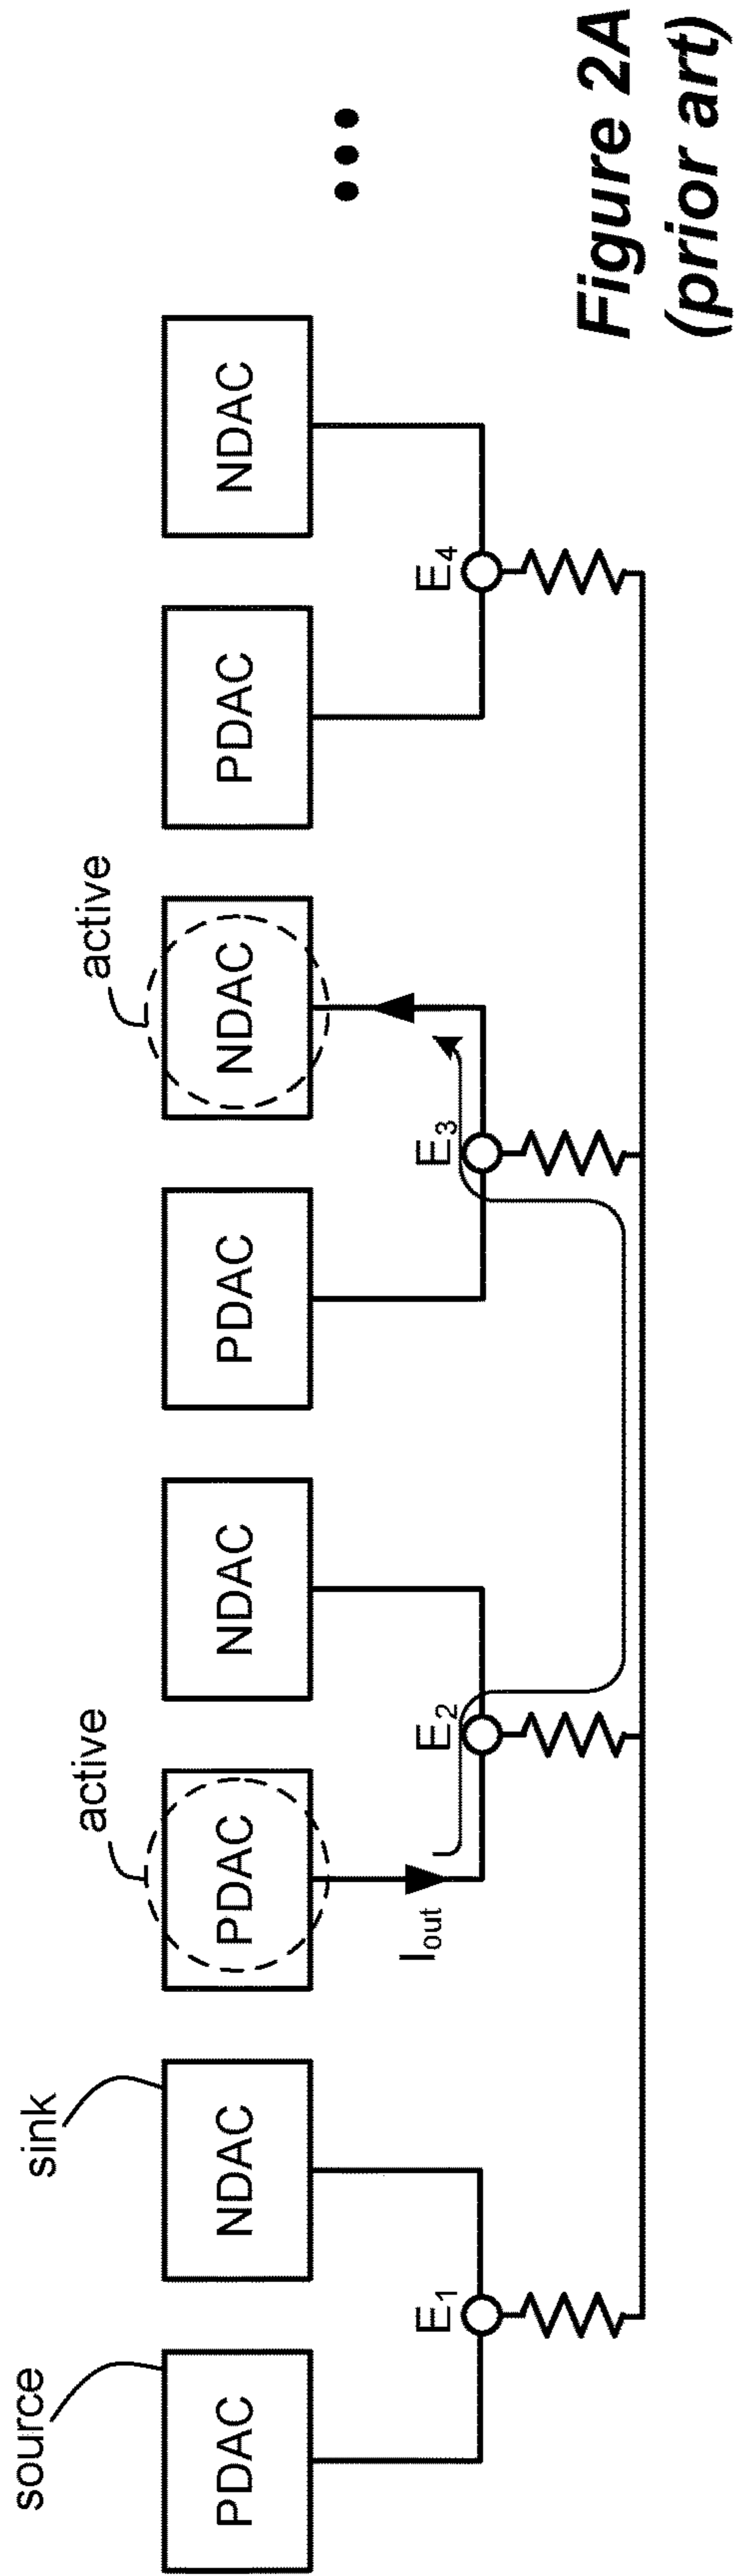 source
sink
active
active
PDAC
NDAC
PDAC
NDAC
PDAC
NDAC
PDAC
NDAC
Iout
E1
E2
E3
E4
Figure 2A
(prior art)